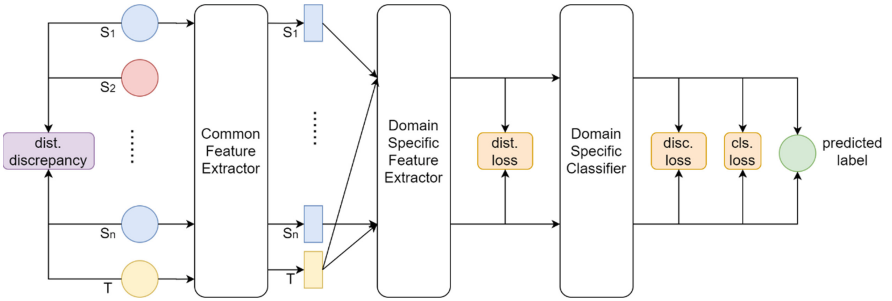 S1
S2
dist.
discrepancy
Sn
T
Common
Feature
Extractor
S1
Sn
T
Domain
Specific
Feature
Extractor
dist.
loss
Domain
Specific
Classifier
disc.
loss
cls.
loss
predicted
label